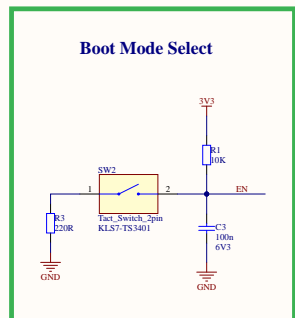 Boot Mode Select
3V3
R1
10K
SW2
1
2
EN
Tact_Switch_2pin
KLS7-TS3401
R3
220R
C3
100n
6V3
GND
GND